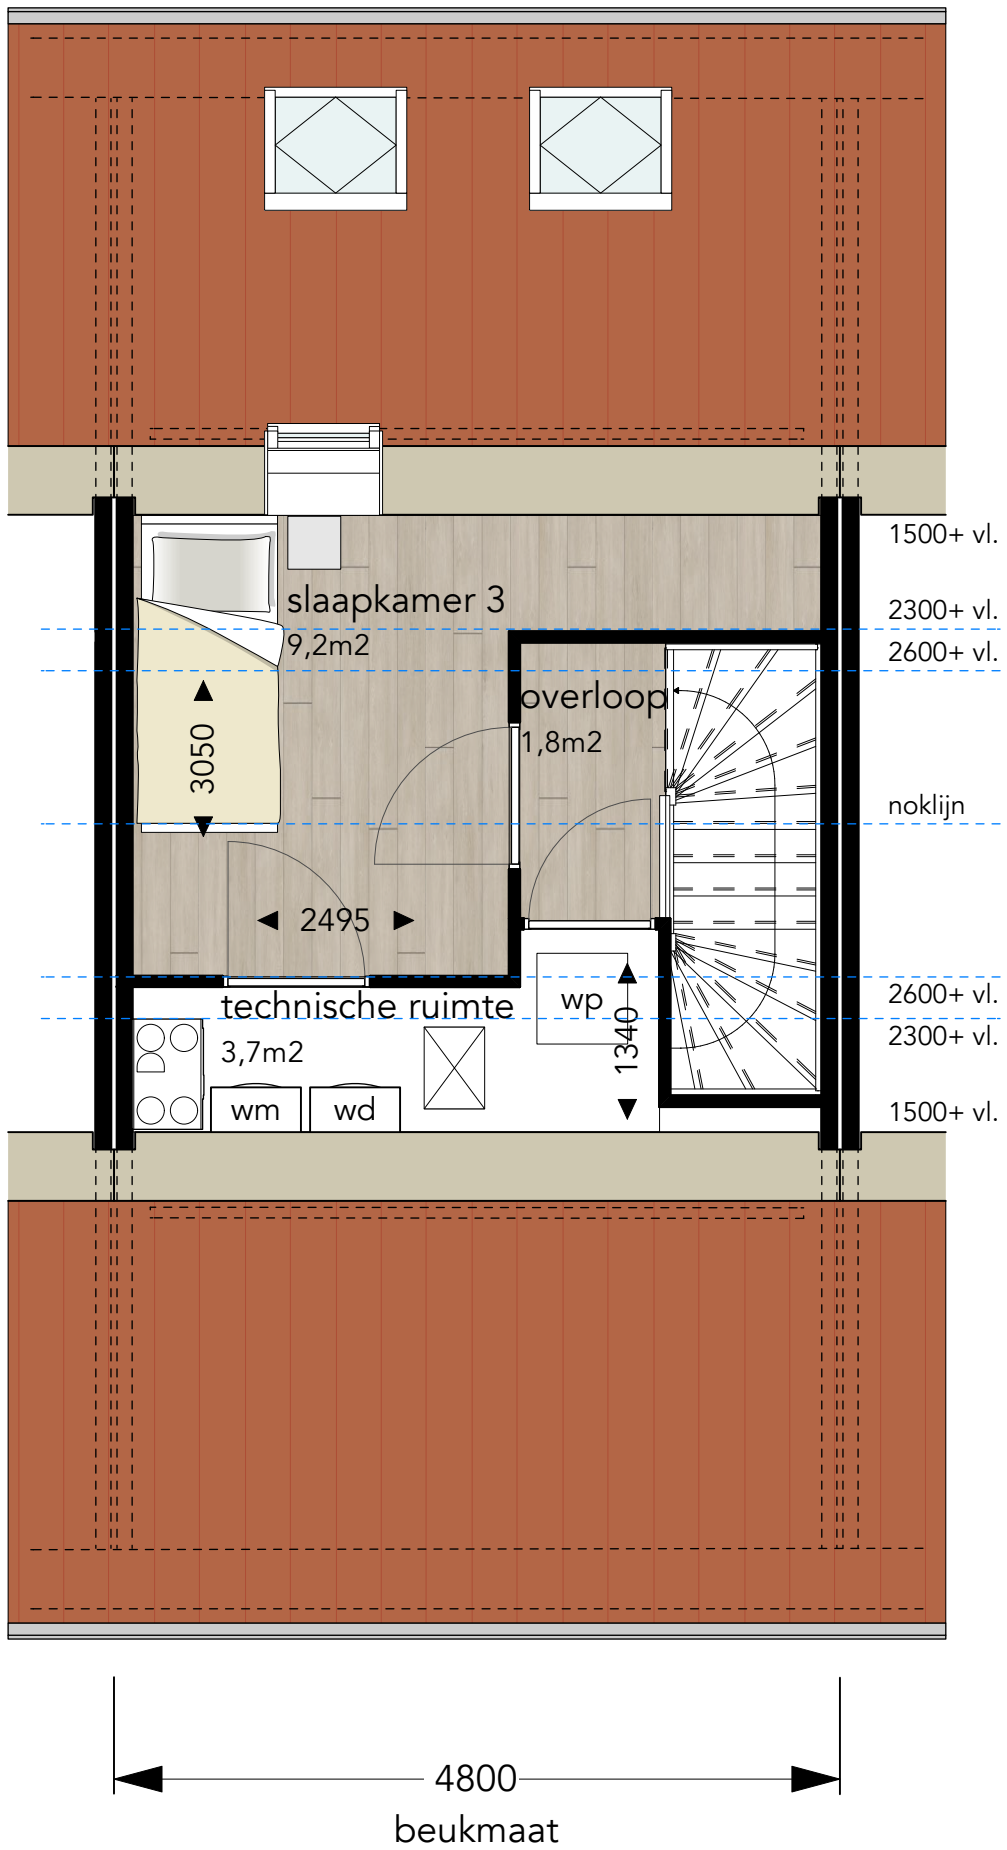 1500+ vl.
slaapkamer 3
2300+ vl.
9,2m2
2600+ vl.
overloop
1,8m2
3050
noklijn
2495
2600+ vl.
technische ruimte
wp
2300+ vl.
3,7m2
1340
wm
wd
1500+ vl.
4800
beukmaat